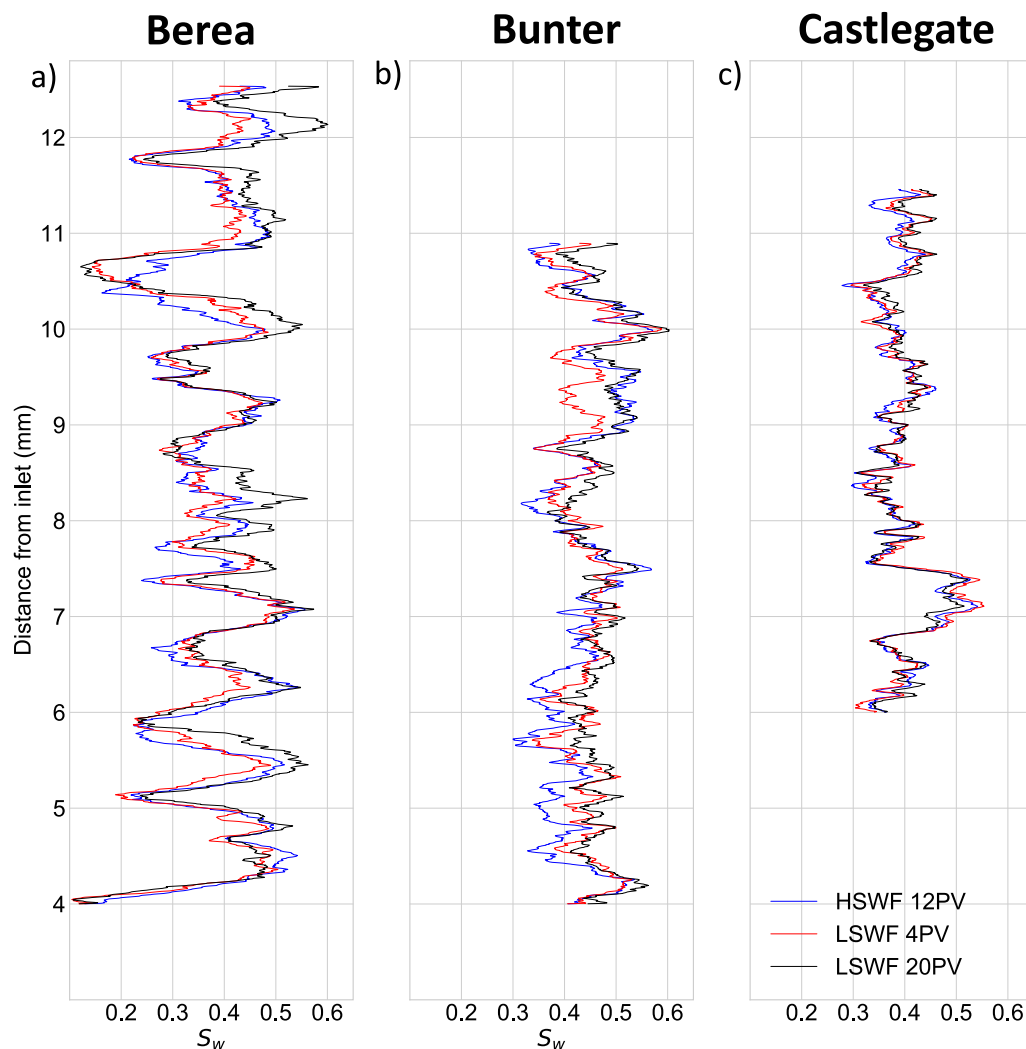 Berea Bunter Castlegate
a) b) c)
12
11
10
9
8
7
6
5
4
Distance from inlet (mm)
HSWF 12PV
LSWF 4PV
LSWF 20PV
0.2 0.3 0.4 0.5 0.6 0.2 0.3 0.4 0.5 0.6 0.2 0.3 0.4 0.5 0.6
S_w S_w